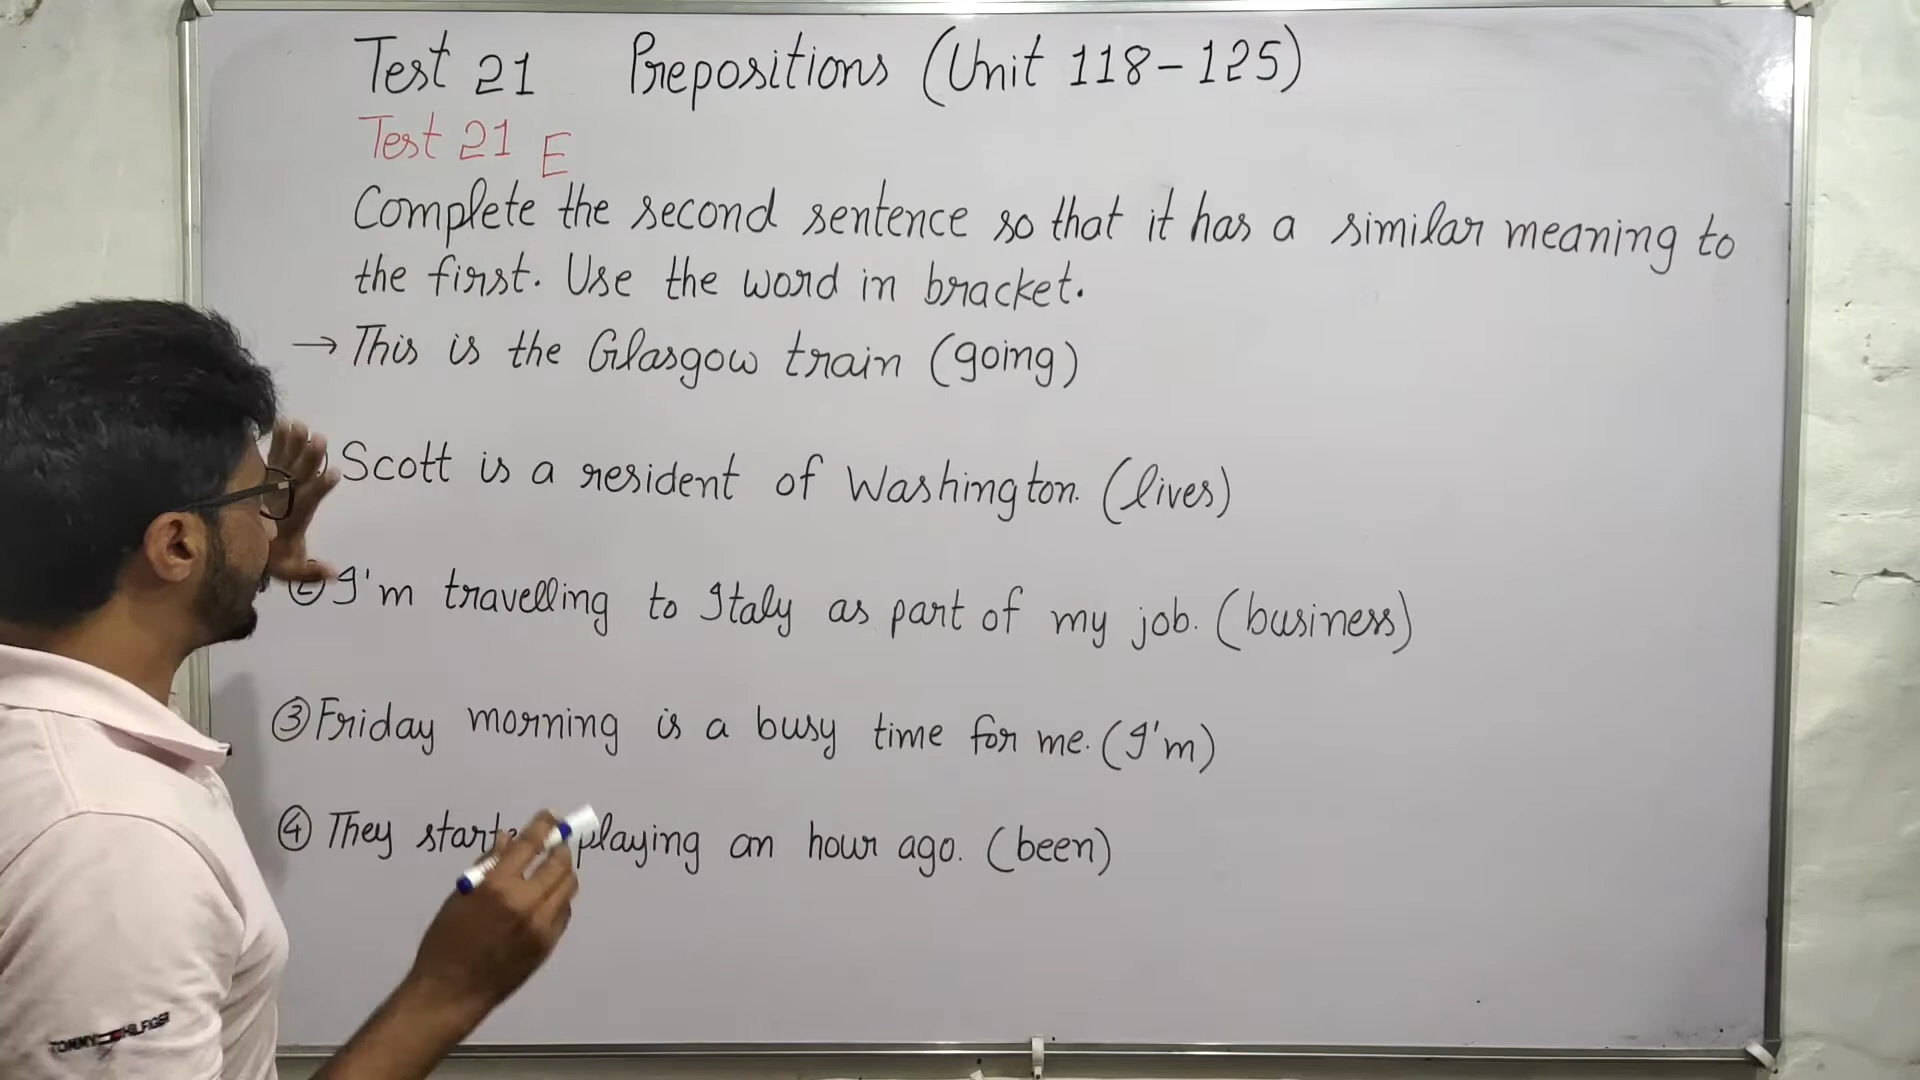 Test 21 Prepositions (Unit 118-125)
Test 21 E
Complete the second sentence so that it has a similar meaning to
the first. Use the word in bracket.
→ This is the Glasgow train (going)
Scott is a resident of Washington. (lives)
② I'm travelling to Italy as part of my job. (business)
③ Friday morning is a busy time for me. (I'm)
④ They playing an hour ago. (been)
TOMMY HILFIGER